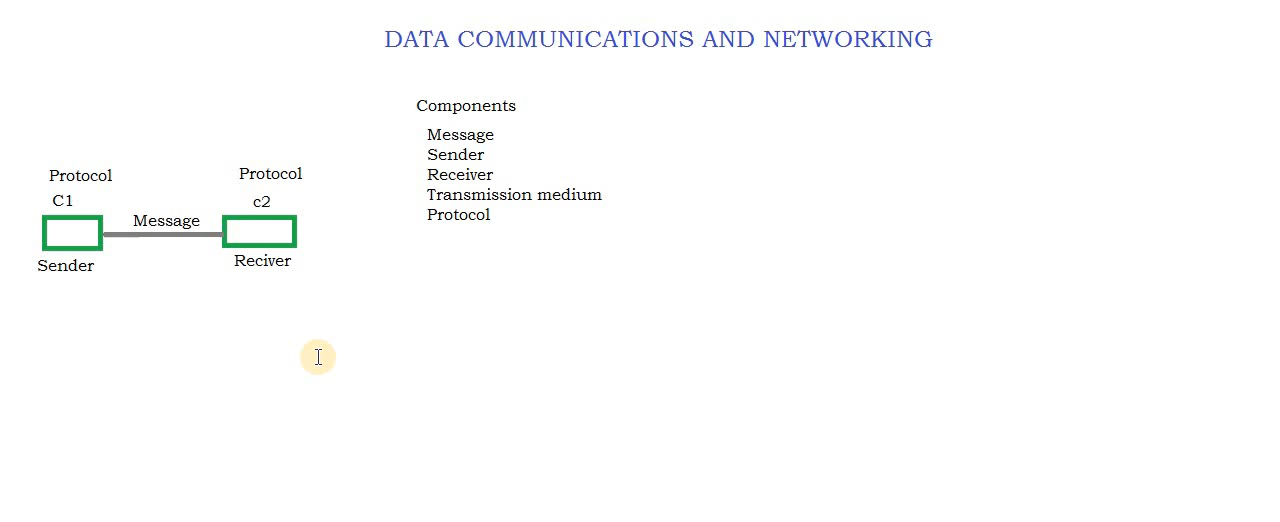 DATA COMMUNICATIONS AND NETWORKING
Components
Message
Sender
Receiver
Transmission medium
Protocol
Protocol Protocol
C1 c2
Message
Sender Reciver